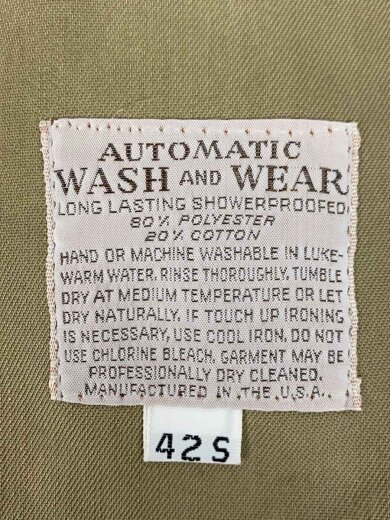 AUTOMATIC
WASH AND WEAR
LONG LASTING SHOWERPROOFED
80% POLYESTER
20% COTTON
HAND OR MACHINE WASHABLE IN LUKE-
WARM WATER, RINSE THOROUGHLY, TUMBLE
DRY AT MEDIUM TEMPERATURE OR LET
DRY NATURALLY. IF TOUCH UP IRONING
IS NECESSARY, USE COOL IRON. DO NOT
USE CHLORINE BLEACH. GARMENT MAY BE
PROFESSIONALLY DRY CLEANED.
MANUFACTURED IN THE U.S.A..
42S